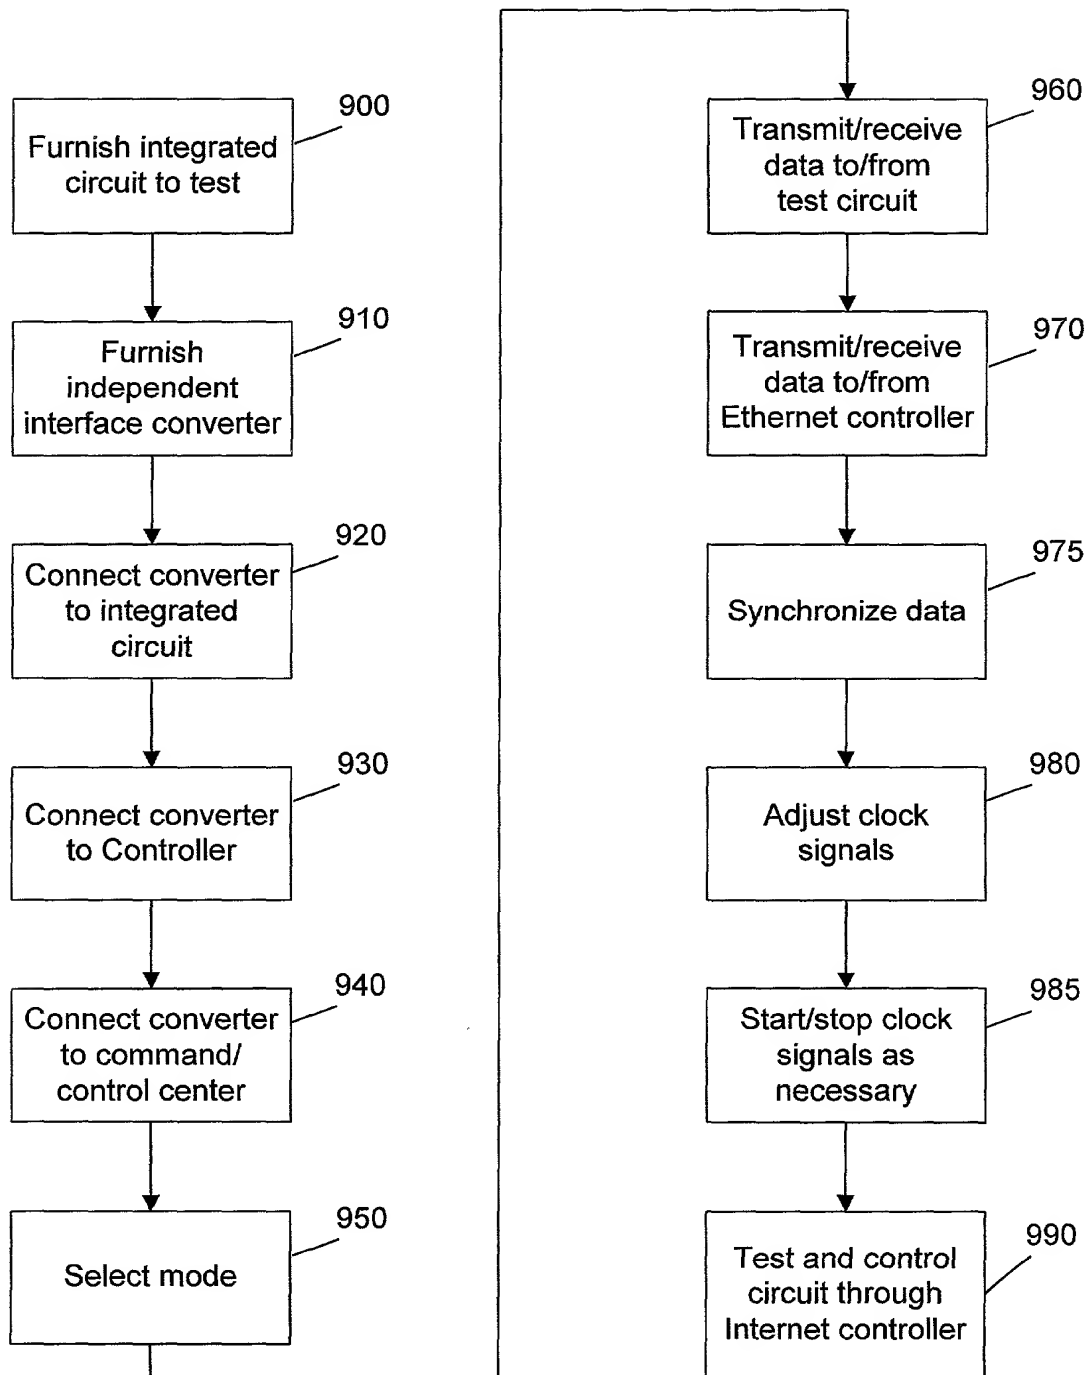 900
Furnish integrated
circuit to test
910
Furnish
independent
interface converter
920
Connect converter
to integrated
circuit
930
Connect converter
to Controller
940
Connect converter
to command/
control center
950
Select mode
960
Transmit/receive
data to/from
test circuit
970
Transmit/receive
data to/from
Ethernet controller
975
Synchronize data
980
Adjust clock
signals
985
Start/stop clock
signals as
necessary
990
Test and control
circuit through
Internet controller